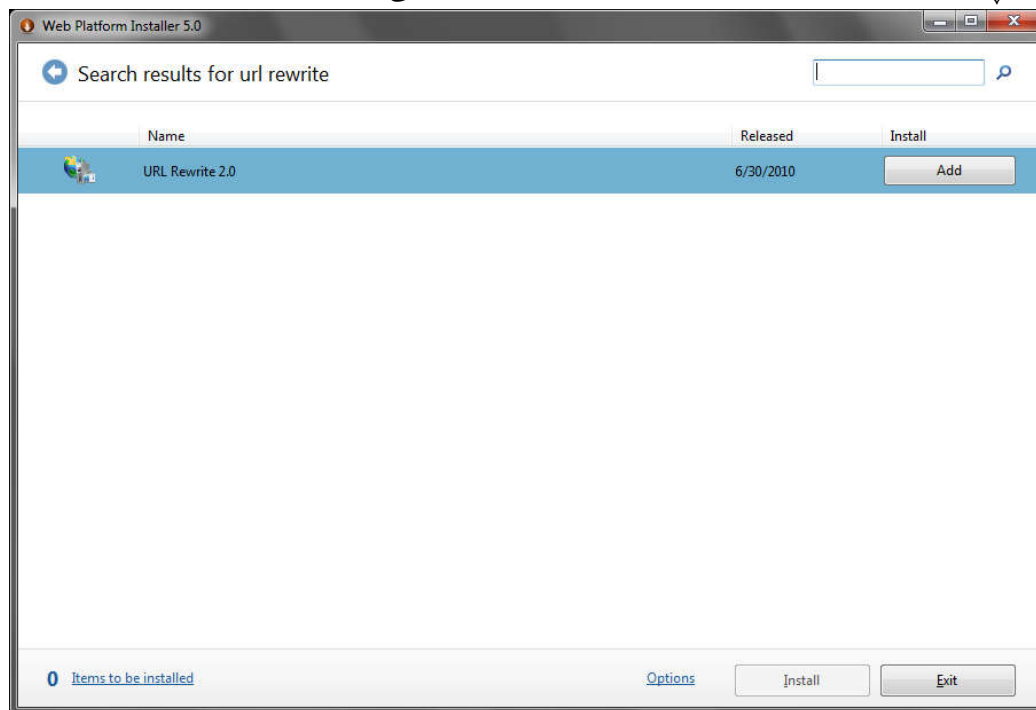 Web Platform Installer 5.0
Search results for url rewrite
Name Released Install
URL Rewrite 2.0 6/30/2010 Add
0 Items to be installed Options Install Exit